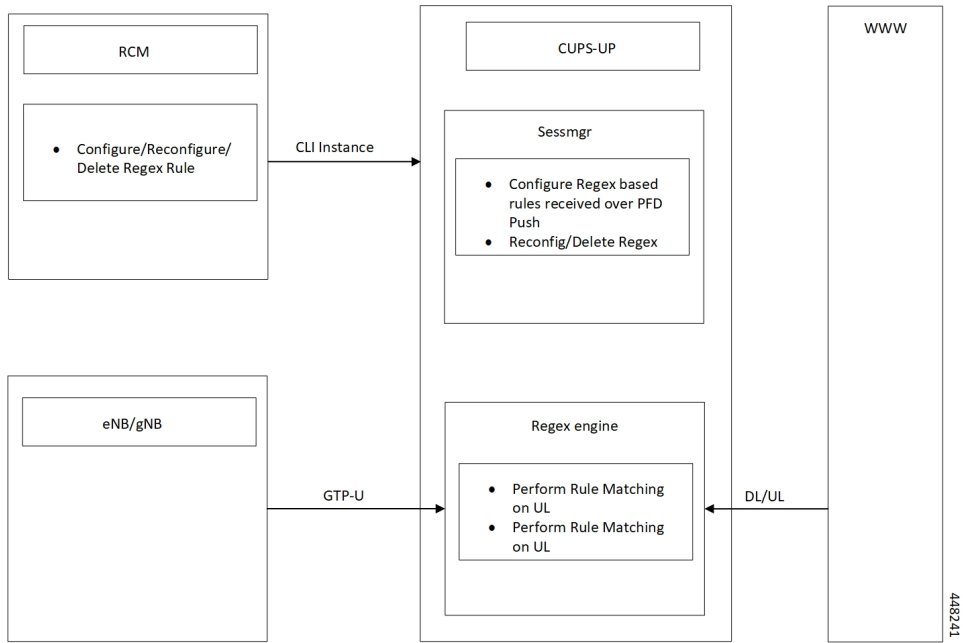 RCM
● Configure/Reconfigure/
Delete Regex Rule
CLI Instance
CUPS-UP
Sessmgr
● Configure Regex based
rules received over PFD
Push
● Reconfig/Delete Regex
WWW
eNB/gNB
GTP-U
Regex engine
● Perform Rule Matching
on UL
● Perform Rule Matching
on UL
DL/UL
448241